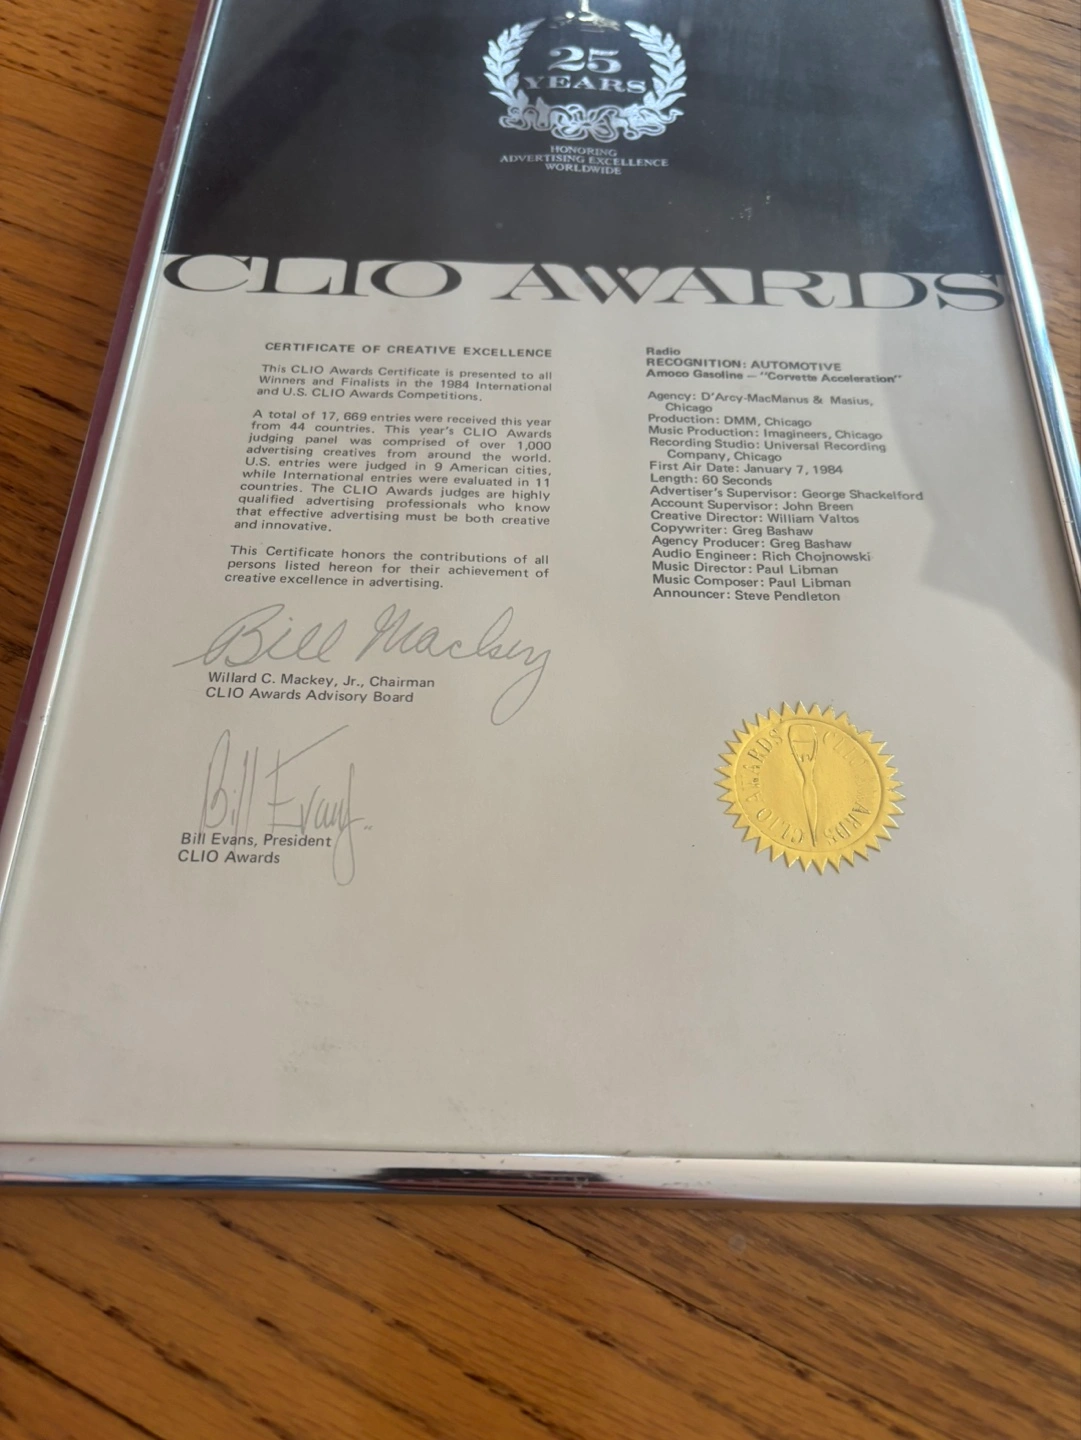 25
YEARS
HONORING
ADVERTISING EXCELLENCE
WORLDWIDE
CLIO AWARDS
CERTIFICATE OF CREATIVE EXCELLENCE
This CLIO Awards Certificate is presented to all
Winners and Finalists in the 1984 International
and U.S. CLIO Awards Competitions.
A total of 17, 669 entries were received this year
from 44 countries. This year's CLIO Awards
judging panel was comprised of over 1,000
advertising creatives from around the world.
U.S. entries were judged in 9 American cities,
while International entries were evaluated in 11
countries. The CLIO Awards judges are highly
qualified advertising professionals who know
that effective advertising must be both creative
and innovative.
This Certificate honors the contributions of all
persons listed hereon for their achievement of
creative excellence in advertising.
Bill Mackey
Willard C. Mackey, Jr., Chairman
CLIO Awards Advisory Board
Bill Evans
Bill Evans, President
CLIO Awards
Radio
RECOGNITION: AUTOMOTIVE
Amoco Gasoline — "Corvette Acceleration"
Agency: D'Arcy-MacManus & Masius,
Chicago
Production: DMM, Chicago
Music Production: Imagineers, Chicago
Recording Studio: Universal Recording
Company, Chicago
First Air Date: January 7, 1984
Length: 60 Seconds
Advertiser's Supervisor: George Shackelford
Account Supervisor: John Breen
Creative Director: William Valtos
Copywriter: Greg Bashaw
Agency Producer: Greg Bashaw
Audio Engineer: Rich Chojnowski
Music Director: Paul Libman
Music Composer: Paul Libman
Announcer: Steve Pendleton
CLIO AWARDS CLIO AWARDS